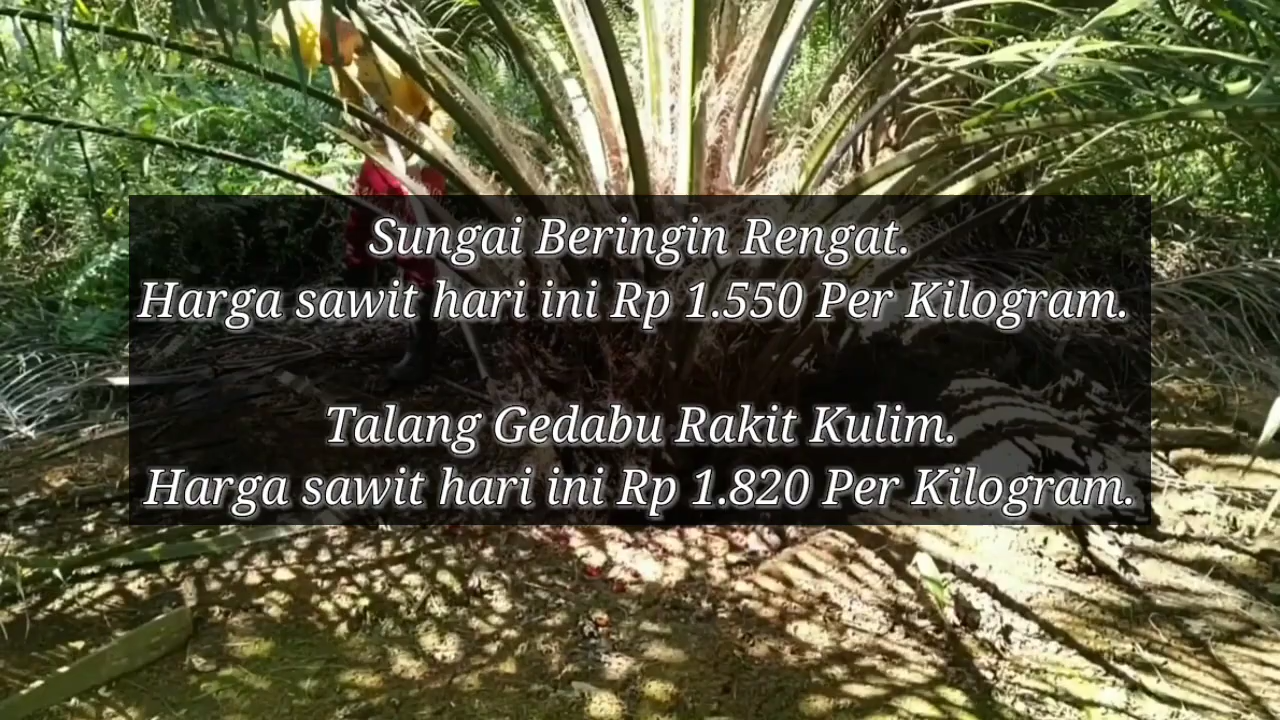 Sungai Beringin Rengat.
Harga sawit hari ini Rp 1.550 Per Kilogram.
Talang Gedabu Rakit Kulim.
Harga sawit hari ini Rp 1.820 Per Kilogram.